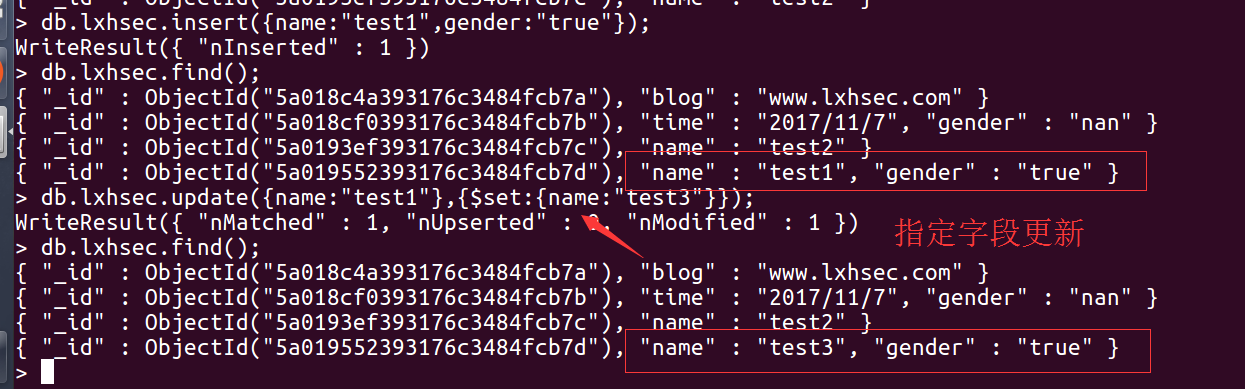 { "_id" : ObjectId("5a0193ef393176c3484fcb7c"), "name" : "test2" }
> db.lxhsec.insert({name:"test1",gender:"true"});
WriteResult({ "nInserted" : 1 })
> db.lxhsec.find();
{ "_id" : ObjectId("5a018c4a393176c3484fcb7a"), "blog" : "www.lxhsec.com" }
{ "_id" : ObjectId("5a018cf0393176c3484fcb7b"), "time" : "2017/11/7", "gender" : "nan" }
{ "_id" : ObjectId("5a0193ef393176c3484fcb7c"), "name" : "test2" }
{ "_id" : ObjectId("5a019552393176c3484fcb7d"), "name" : "test1", "gender" : "true" }
> db.lxhsec.update({name:"test1"},{$set:{name:"test3"}});
WriteResult({ "nMatched" : 1, "nUpserted" : 0, "nModified" : 1 })
指定字段更新
> db.lxhsec.find();
{ "_id" : ObjectId("5a018c4a393176c3484fcb7a"), "blog" : "www.lxhsec.com" }
{ "_id" : ObjectId("5a018cf0393176c3484fcb7b"), "time" : "2017/11/7", "gender" : "nan" }
{ "_id" : ObjectId("5a0193ef393176c3484fcb7c"), "name" : "test2" }
{ "_id" : ObjectId("5a019552393176c3484fcb7d"), "name" : "test3", "gender" : "true" }
>